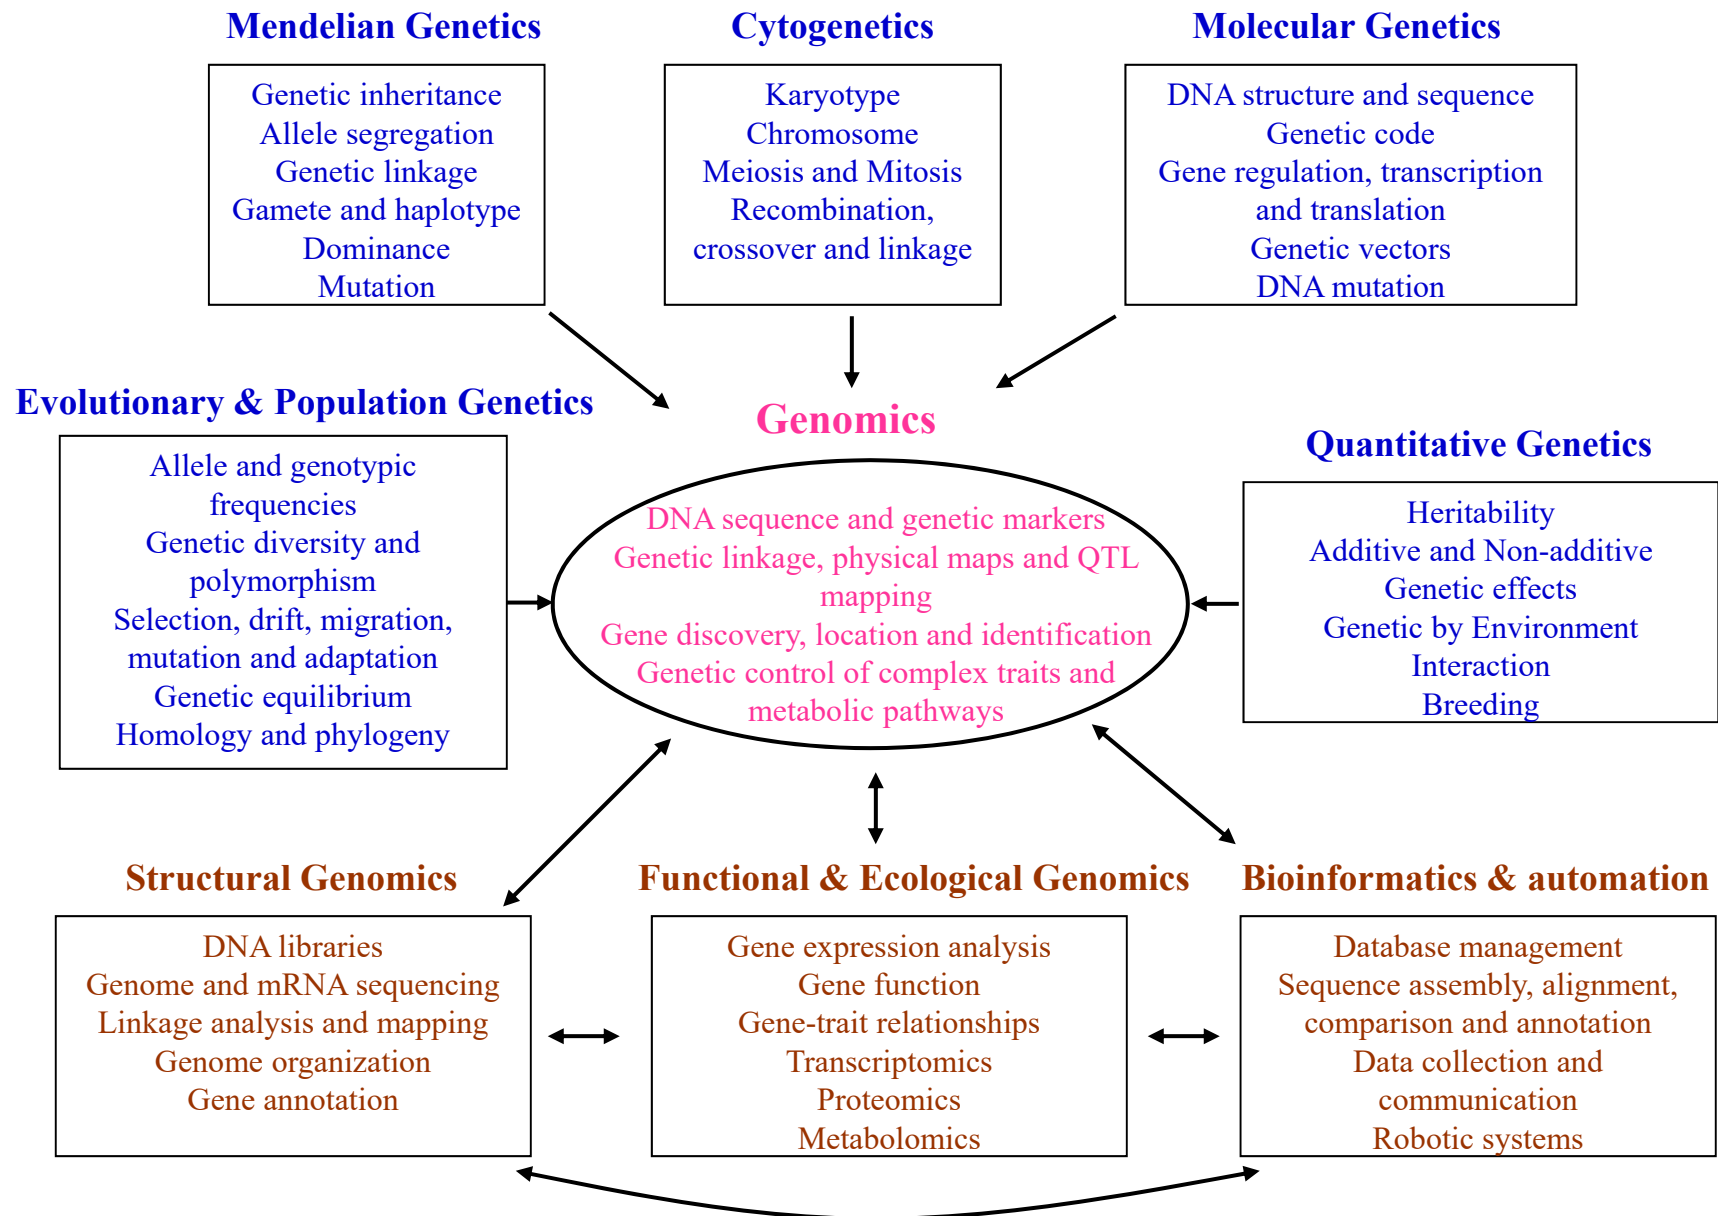 Mendelian Genetics
Genetic inheritance
Allele segregation
Genetic linkage
Gamete and haplotype
Dominance
Mutation
Cytogenetics
Karyotype
Chromosome
Meiosis and Mitosis
Recombination,
crossover and linkage
Molecular Genetics
DNA structure and sequence
Genetic code
Gene regulation, transcription
and translation
Genetic vectors
DNA mutation
Evolutionary & Population Genetics
Allele and genotypic
frequencies
Genetic diversity and
polymorphism
Selection, drift, migration,
mutation and adaptation
Genetic equilibrium
Homology and phylogeny
Genomics
DNA sequence and genetic markers
Genetic linkage, physical maps and QTL
mapping
Gene discovery, location and identification
Genetic control of complex traits and
metabolic pathways
Quantitative Genetics
Heritability
Additive and Non-additive
Genetic effects
Genetic by Environment
Interaction
Breeding
Structural Genomics
DNA libraries
Genome and mRNA sequencing
Linkage analysis and mapping
Genome organization
Gene annotation
Functional & Ecological Genomics
Gene expression analysis
Gene function
Gene-trait relationships
Transcriptomics
Proteomics
Metabolomics
Bioinformatics & automation
Database management
Sequence assembly, alignment,
comparison and annotation
Data collection and
communication
Robotic systems